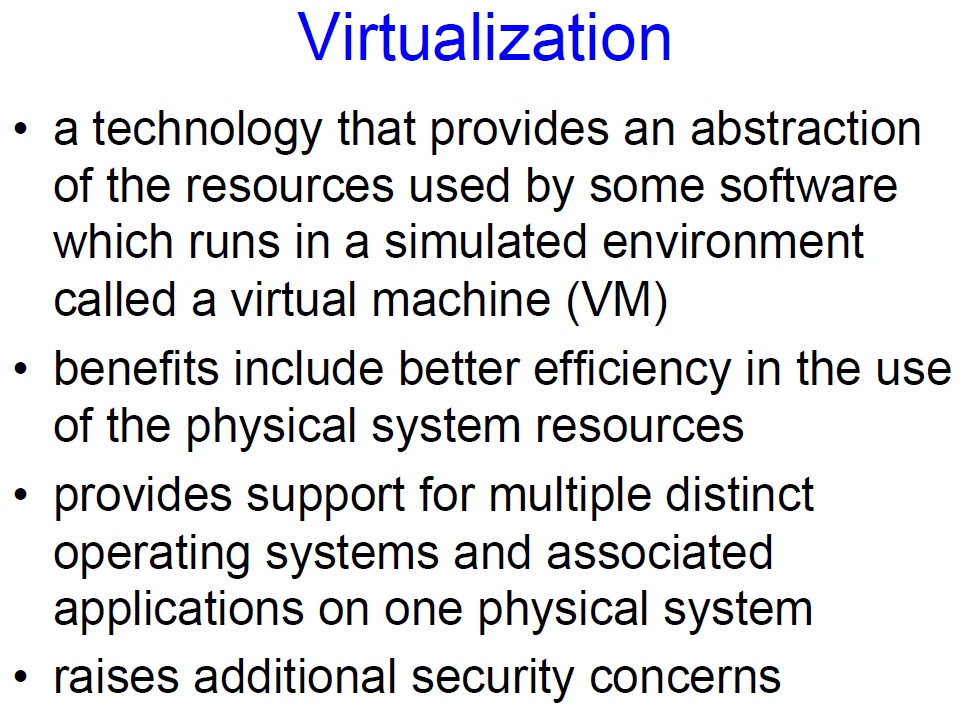 Virtualization
• a technology that provides an abstraction
of the resources used by some software
which runs in a simulated environment
called a virtual machine (VM)
• benefits include better efficiency in the use
of the physical system resources
• provides support for multiple distinct
operating systems and associated
applications on one physical system
• raises additional security concerns